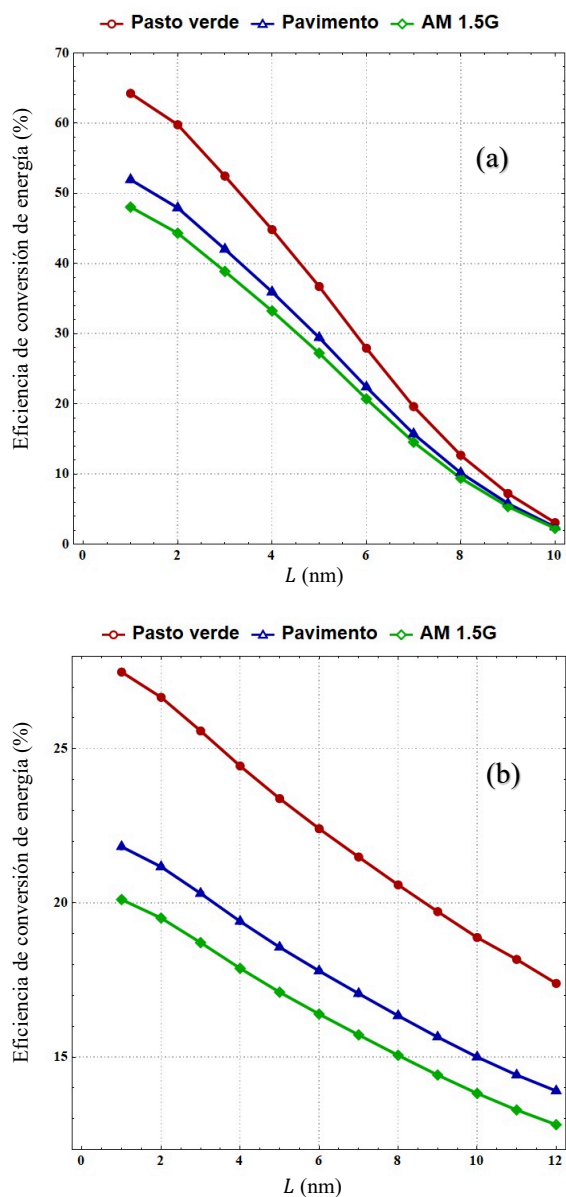 Pasto verde Pavimento AM 1.5G
(a)
Eficiencia de conversión de energía (%)
70
60
50
40
30
20
10
0
0 2 4 6 8 10
L (nm)
Pasto verde Pavimento AM 1.5G
(b)
Eficiencia de conversión de energía (%)
25
20
15
0 2 4 6 8 10 12
L (nm)